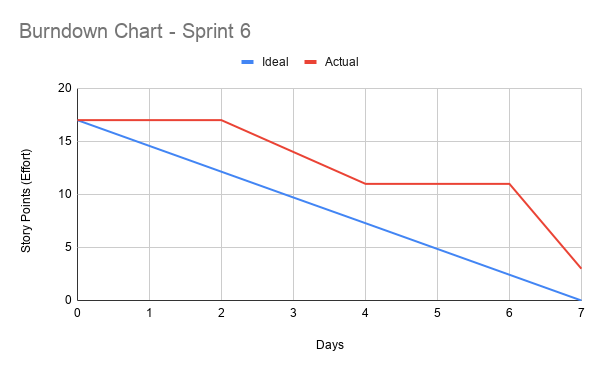 Burndown Chart - Sprint 6
Ideal Actual
Story Points (Effort)
20
15
10
5
0
0 1 2 3 4 5 6 7
Days